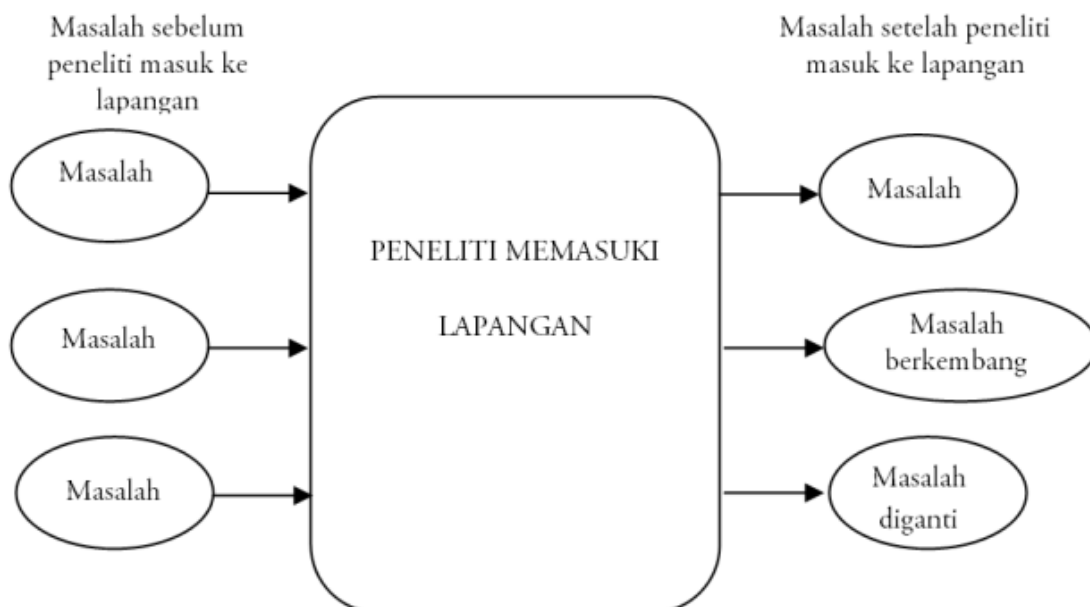 Masalah sebelum
peneliti masuk ke
lapangan
Masalah setelah peneliti
masuk ke lapangan
Masalah
Masalah
Masalah
PENELITI MEMASUKI
LAPANGAN
Masalah
Masalah
berkembang
Masalah
diganti